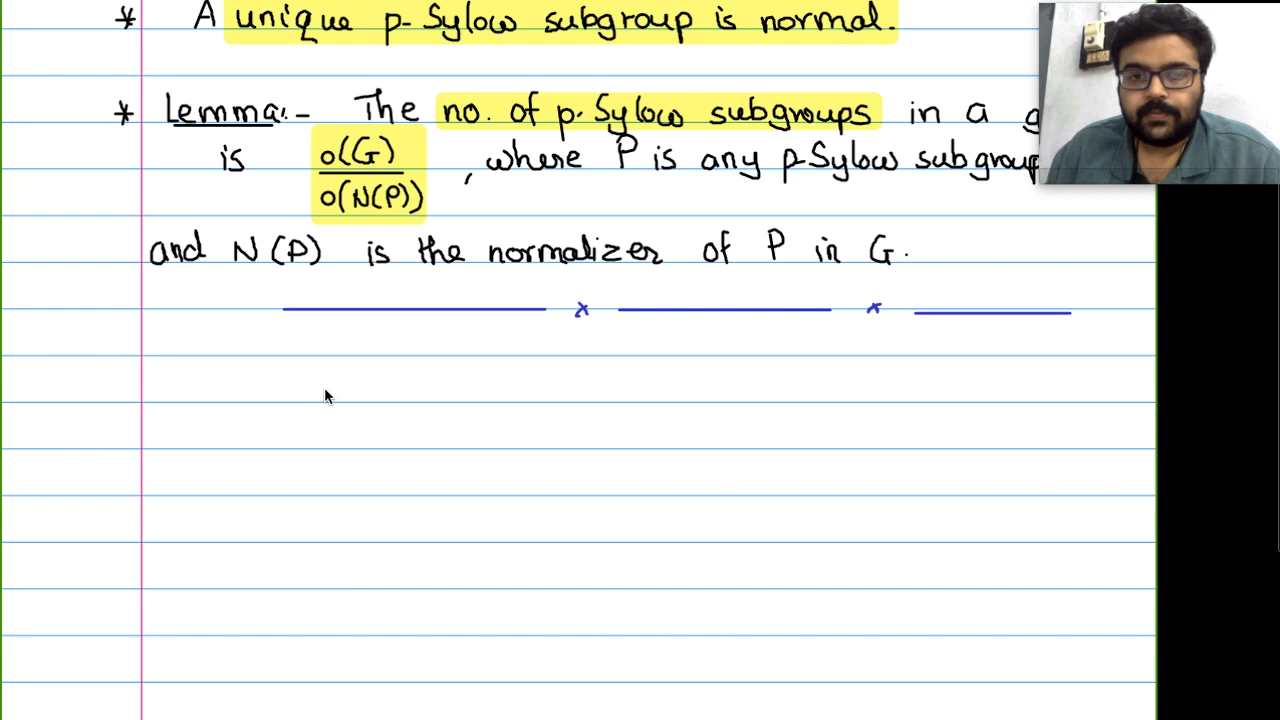 * A unique p-Sylow subgroup is normal.
* Lemma:- The no. of p-Sylow subgroups in a g
is o(G)/o(N(P)) , where P is any p-Sylow subgroup
and N(P) is the normalizer of P in G.